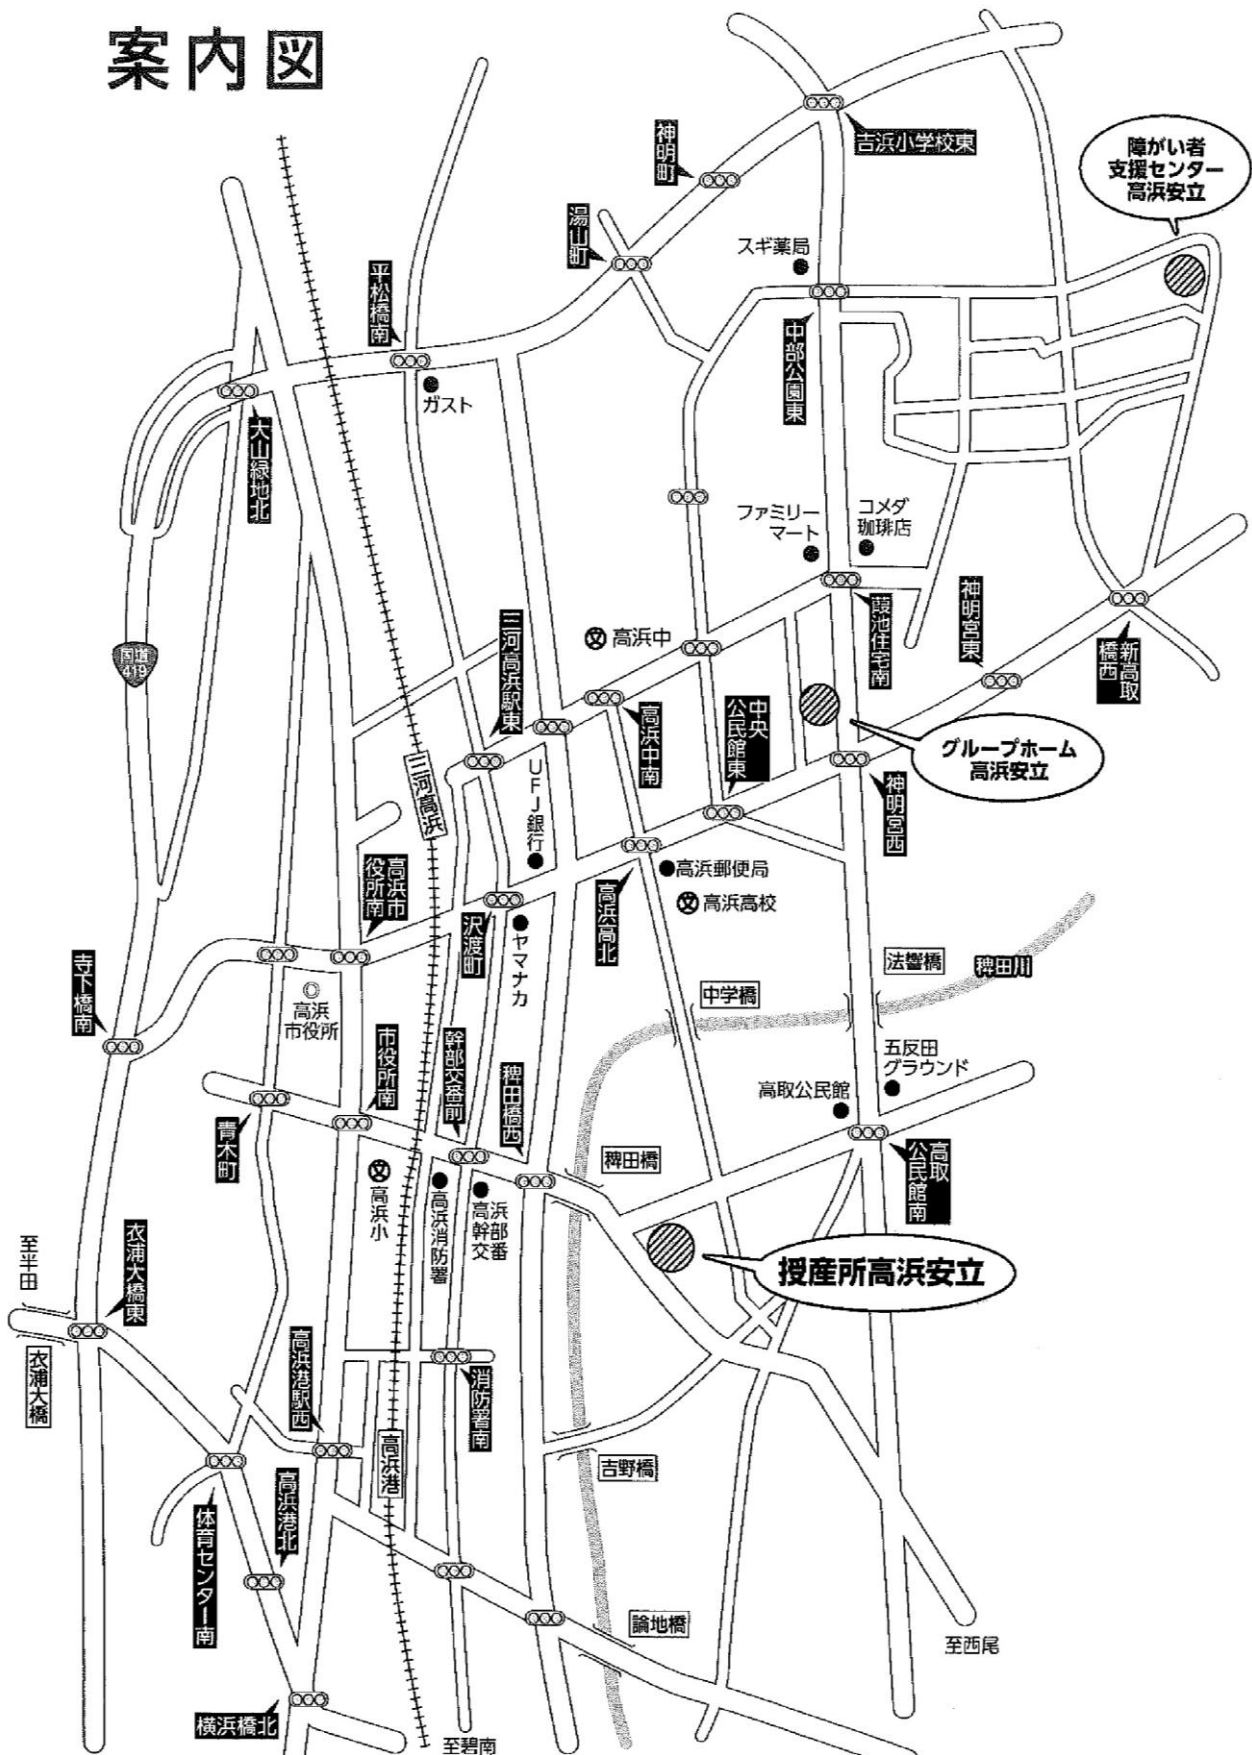 案内図
吉浜小学校東
神明町
障がい者
支援センター
高浜安立
湯山町
スギ薬局
平松橋南
中部公園東
ガスト
大山緑地北
ファミリー
マート
コメダ
珈琲店
葭池住宅南
神明宮東
新高取
橋西
国道
419
三河高浜駅東
高浜中
高浜中南
中央
公民館東
グループホーム
高浜安立
三河高浜
UFJ銀行
神明宮西
高浜市
役所南
高浜郵便局
高浜高校
高浜高北
沢渡町
ヤマナカ
寺下橋南
高浜
市役所
中学橋
法響橋
稗田川
市役所南
幹部交番前
稗田橋西
五反田
グラウンド
高取公民館
青木町
高浜小
高浜消防署
高浜
幹部
交番
稗田橋
高取
公民館南
授産所高浜安立
至半田
衣浦大橋東
衣浦大橋
高浜港駅西
消防署南
高浜港
吉野橋
体育センター南
高浜港北
論地橋
至西尾
横浜橋北
至碧南